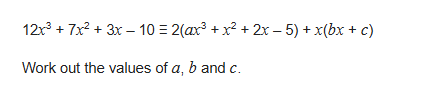 12x³ + 7x² + 3x – 10 ≡ 2(ax³ + x² + 2x – 5) + x(bx + c)
Work out the values of a, b and c.